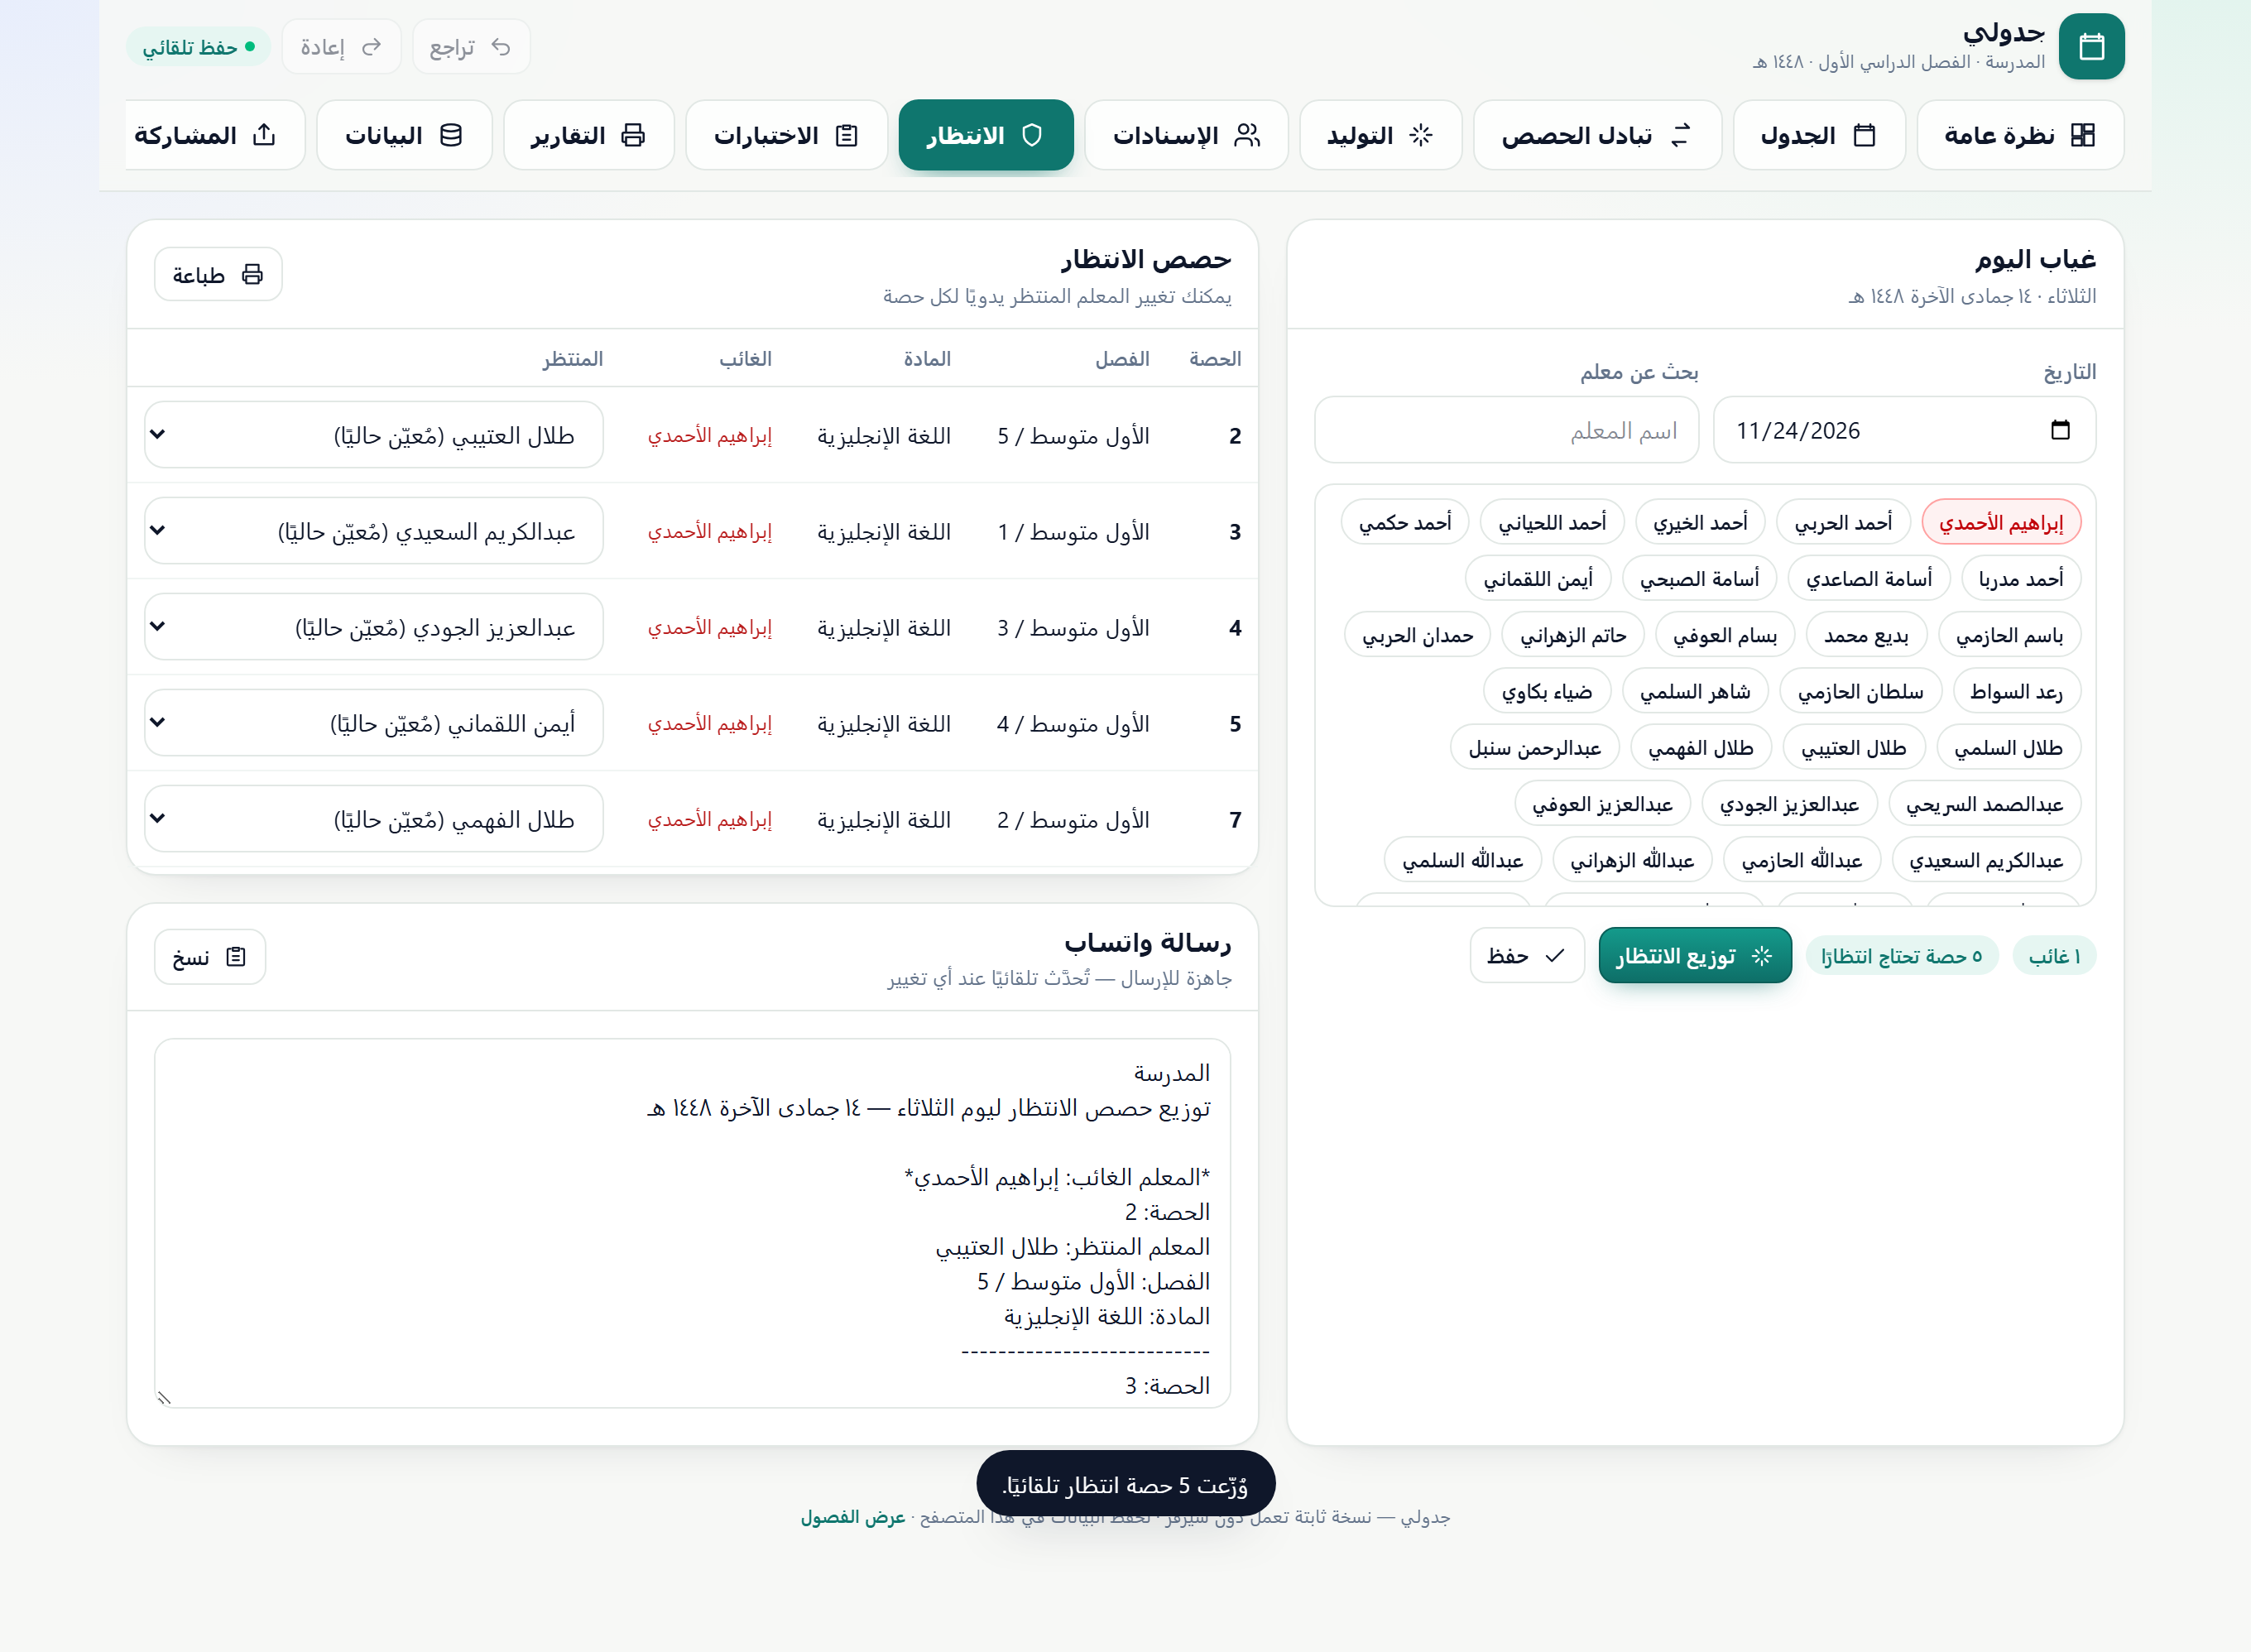 جدولي
المدرسة · الفصل الدراسي الأول · ١٤٤٨ هـ
تراجع
إعادة
حفظ تلقائي
نظرة عامة
الجدول
تبادل الحصص
التوليد
الإسنادات
الانتظار
الاختبارات
التقارير
البيانات
المشاركة
غياب اليوم
الثلاثاء · ١٤ جمادى الآخرة ١٤٤٨ هـ
التاريخ
بحث عن معلم
11/24/2026
اسم المعلم
إبراهيم الأحمدي
أحمد الحربي
أحمد الخيري
أحمد اللحياني
أحمد حكمي
أحمد مدربا
أسامة الصاعدي
أسامة الصبحي
أيمن اللقماني
باسم الحازمي
بديع محمد
بسام العوفي
حاتم الزهراني
حمدان الحربي
رعد السواط
سلطان الحازمي
شاهر السلمي
ضياء بكاوي
طلال السلمي
طلال العتيبي
طلال الفهمي
عبدالرحمن سنبل
عبدالصمد السريحي
عبدالعزيز الجودي
عبدالعزيز العوفي
عبدالكريم السعيدي
عبدالله الحازمي
عبدالله الزهراني
عبدالله السلمي
١ غائب
٥ حصة تحتاج انتظارًا
توزيع الانتظار
حفظ
حصص الانتظار
يمكنك تغيير المعلم المنتظر يدويًا لكل حصة
طباعة
الحصة الفصل المادة الغائب المنتظر
2 الأول متوسط / 5 اللغة الإنجليزية إبراهيم الأحمدي طلال العتيبي (مُعيّن حاليًا)
3 الأول متوسط / 1 اللغة الإنجليزية إبراهيم الأحمدي عبدالكريم السعيدي (مُعيّن حاليًا)
4 الأول متوسط / 3 اللغة الإنجليزية إبراهيم الأحمدي عبدالعزيز الجودي (مُعيّن حاليًا)
5 الأول متوسط / 4 اللغة الإنجليزية إبراهيم الأحمدي أيمن اللقماني (مُعيّن حاليًا)
7 الأول متوسط / 2 اللغة الإنجليزية إبراهيم الأحمدي طلال الفهمي (مُعيّن حاليًا)
رسالة واتساب
جاهزة للإرسال — تُحدَّث تلقائيًا عند أي تغيير
نسخ
المدرسة
توزيع حصص الانتظار ليوم الثلاثاء — ١٤ جمادى الآخرة ١٤٤٨ هـ
*المعلم الغائب: إبراهيم الأحمدي*
الحصة: 2
المعلم المنتظر: طلال العتيبي
الفصل: الأول متوسط / 5
المادة: اللغة الإنجليزية
---------------------------
الحصة: 3
وُزّعت 5 حصة انتظار تلقائيًا.
جدولي — نسخة ثابتة تعمل دون سيرفر · تُحفظ البيانات في هذا المتصفح · عرض الفصول